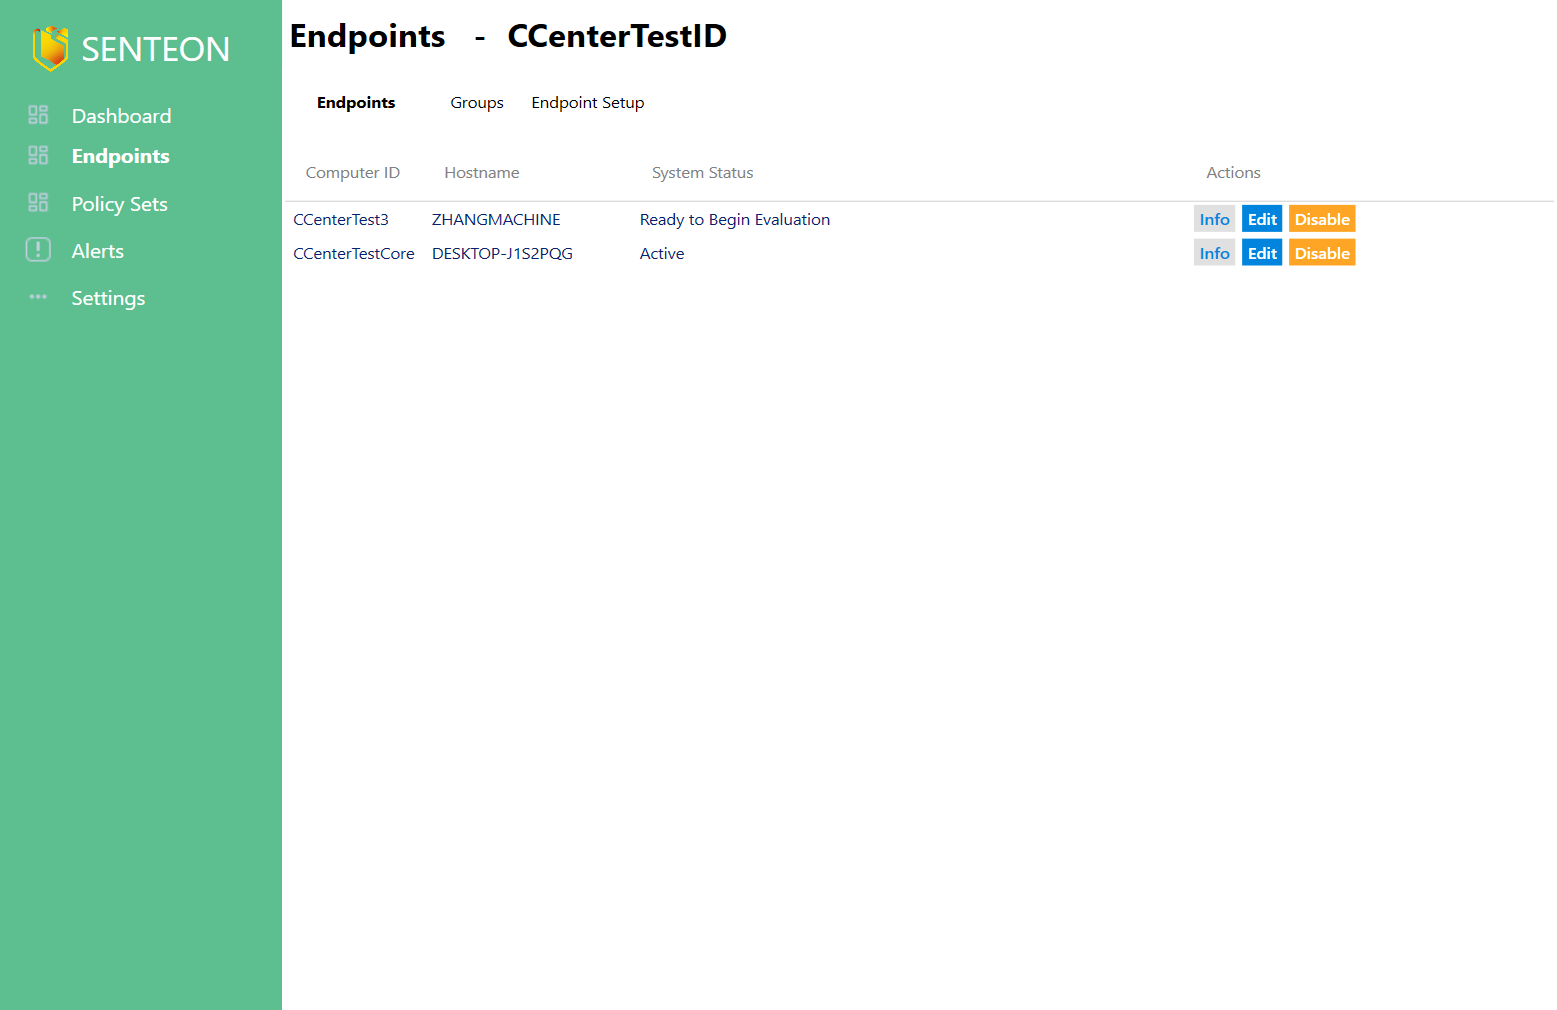 SENTEON
Dashboard
Endpoints
Policy Sets
Alerts
Settings
Endpoints - CCenterTestID
Endpoints Groups Endpoint Setup
Computer ID Hostname System Status Actions
CCenterTest3 ZHANGMACHINE Ready to Begin Evaluation Info Edit Disable
CCenterTestCore DESKTOP-J1S2PQG Active Info Edit Disable